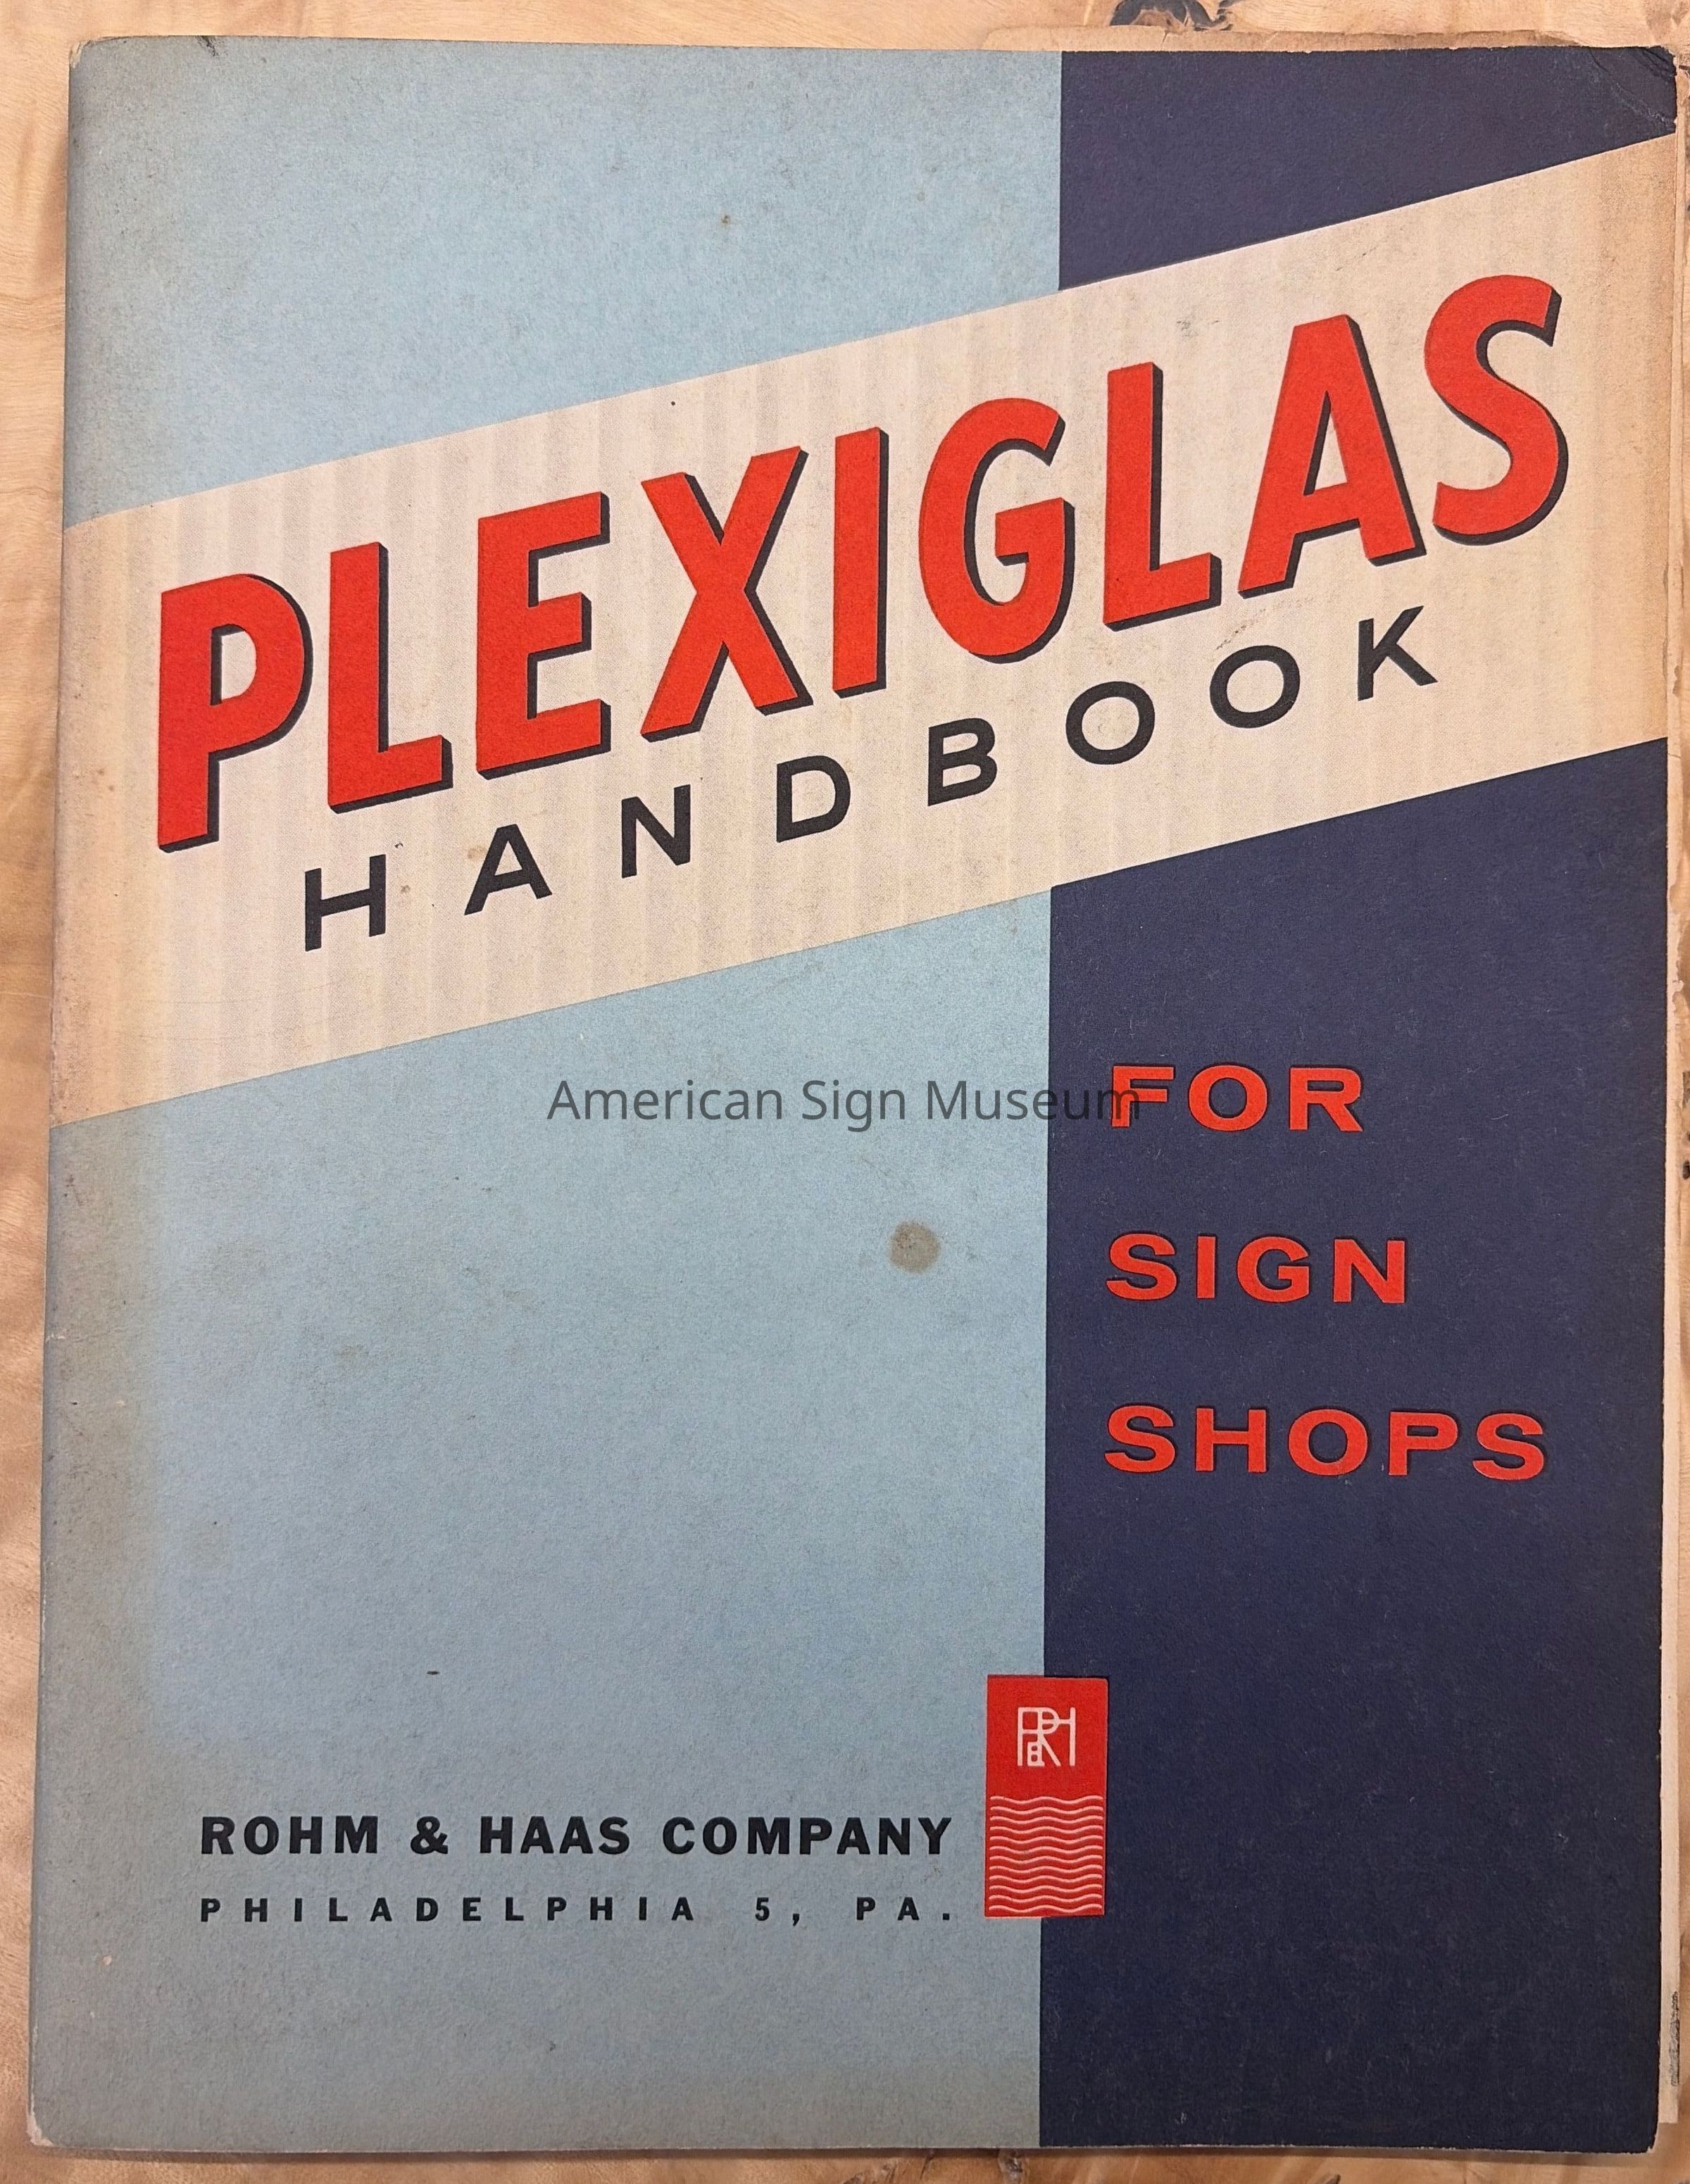 PLEXIGLAS
HANDBOOK
American Sign Museum
FOR
SIGN
SHOPS
R&H
ROHM & HAAS COMPANY
PHILADELPHIA 5, PA.